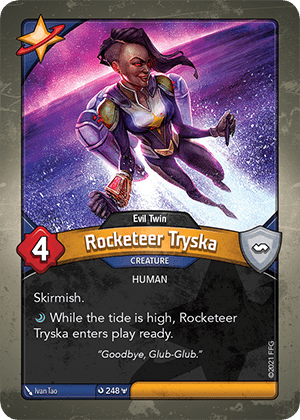 Evil Twin
Rocketeer Tryska
4
CREATURE
HUMAN
Skirmish.
While the tide is high, Rocketeer
Tryska enters play ready.
“Goodbye, Glub-Glub.”
Ivan Tao
248
©2021 FFG